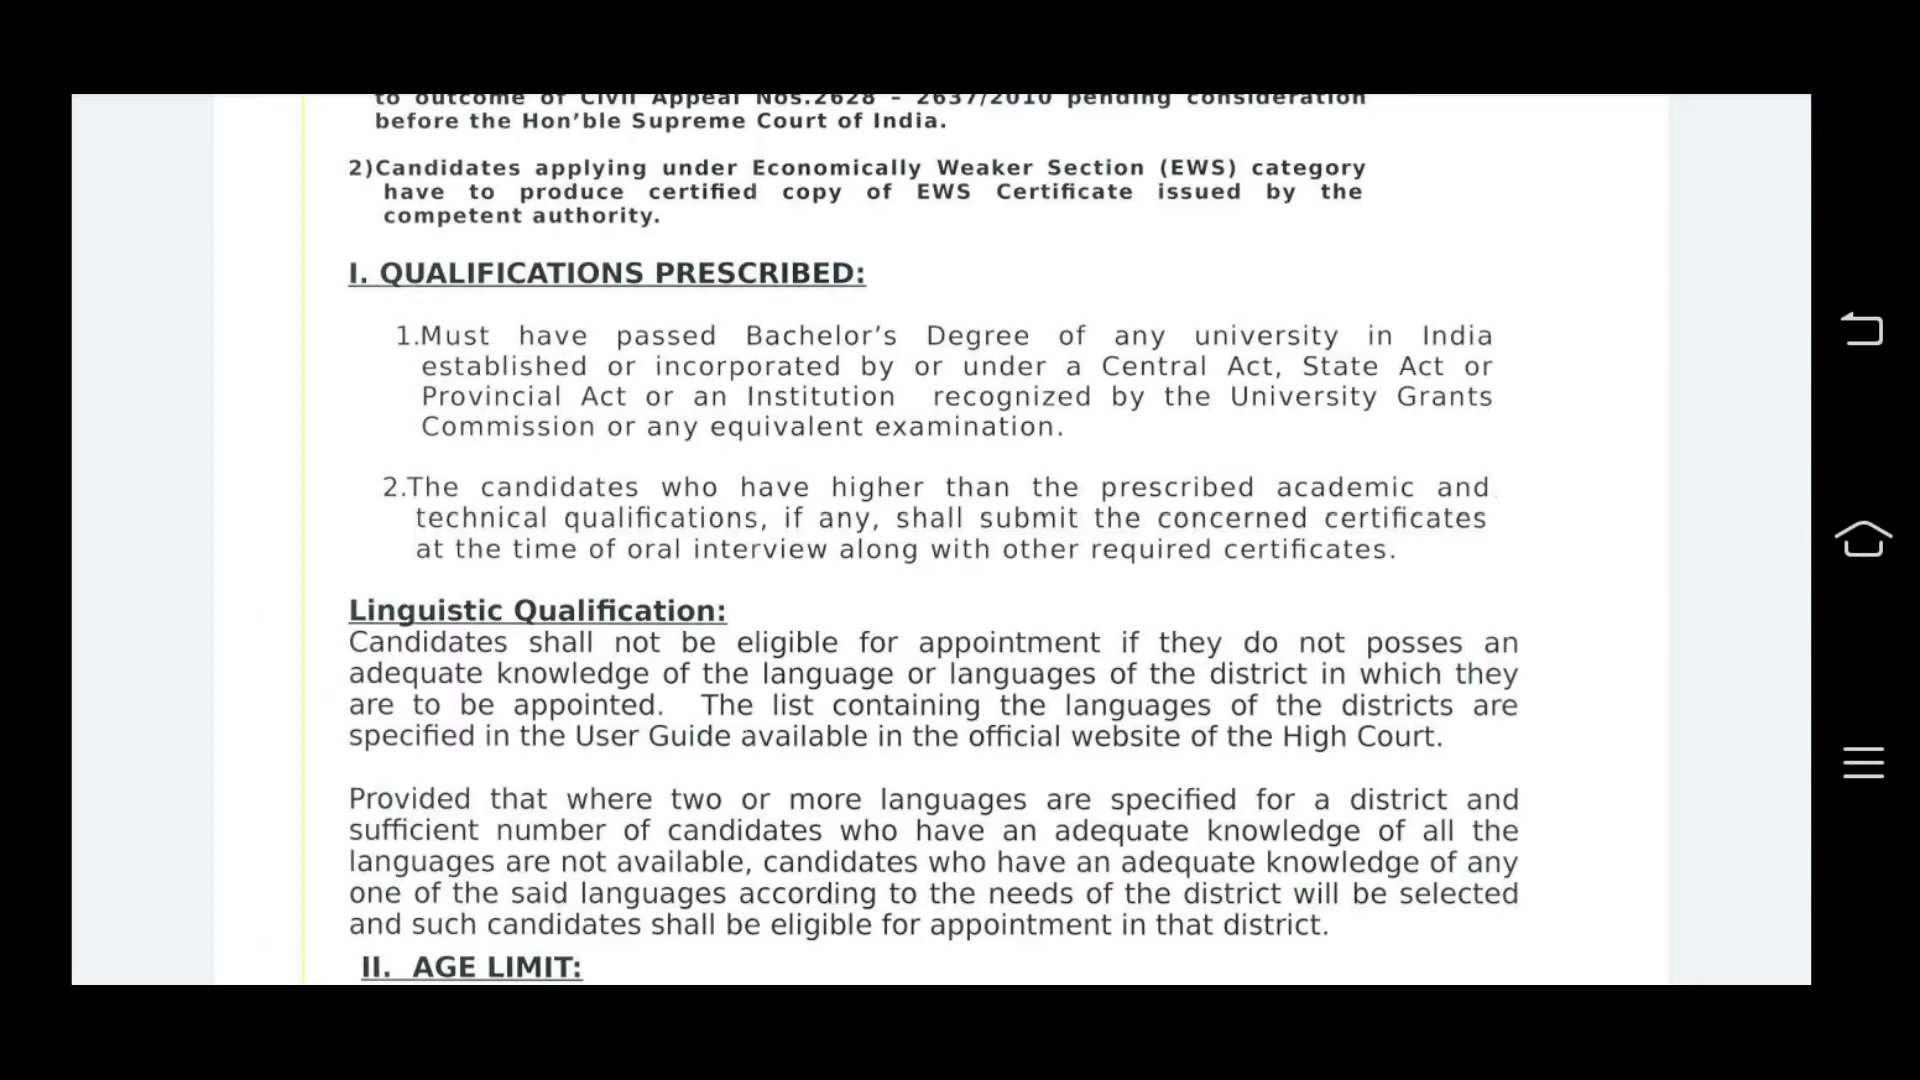 to outcome of Civil Appeal Nos.2628 – 2637/2010 pending consideration
before the Hon’ble Supreme Court of India.
2)Candidates applying under Economically Weaker Section (EWS) category
have to produce certified copy of EWS Certificate issued by the
competent authority.
I. QUALIFICATIONS PRESCRIBED:
1.Must have passed Bachelor’s Degree of any university in India
established or incorporated by or under a Central Act, State Act or
Provincial Act or an Institution recognized by the University Grants
Commission or any equivalent examination.
2.The candidates who have higher than the prescribed academic and
technical qualifications, if any, shall submit the concerned certificates
at the time of oral interview along with other required certificates.
Linguistic Qualification:
Candidates shall not be eligible for appointment if they do not posses an
adequate knowledge of the language or languages of the district in which they
are to be appointed. The list containing the languages of the districts are
specified in the User Guide available in the official website of the High Court.
Provided that where two or more languages are specified for a district and
sufficient number of candidates who have an adequate knowledge of all the
languages are not available, candidates who have an adequate knowledge of any
one of the said languages according to the needs of the district will be selected
and such candidates shall be eligible for appointment in that district.
II. AGE LIMIT: